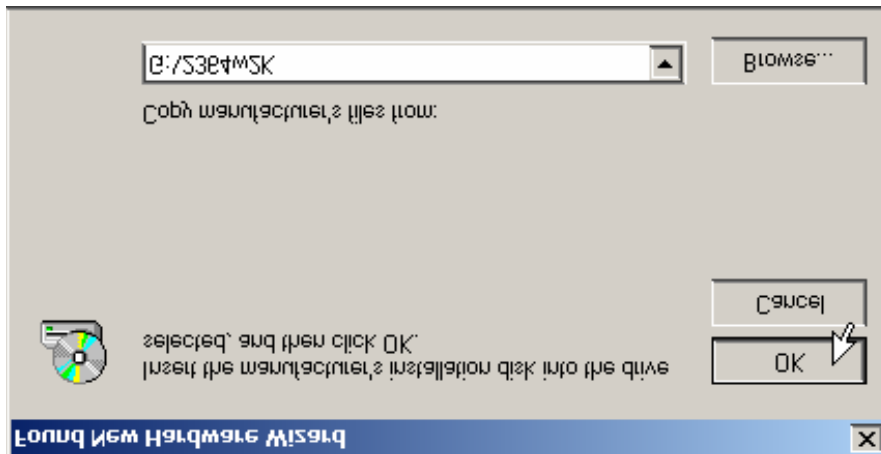 Found New Hardware Wizard
Insert the manufacturer's installation disk into the drive
selected, and then click OK.
OK
Cancel
Copy manufacturer's files from:
G:\2364w2K
Browse...